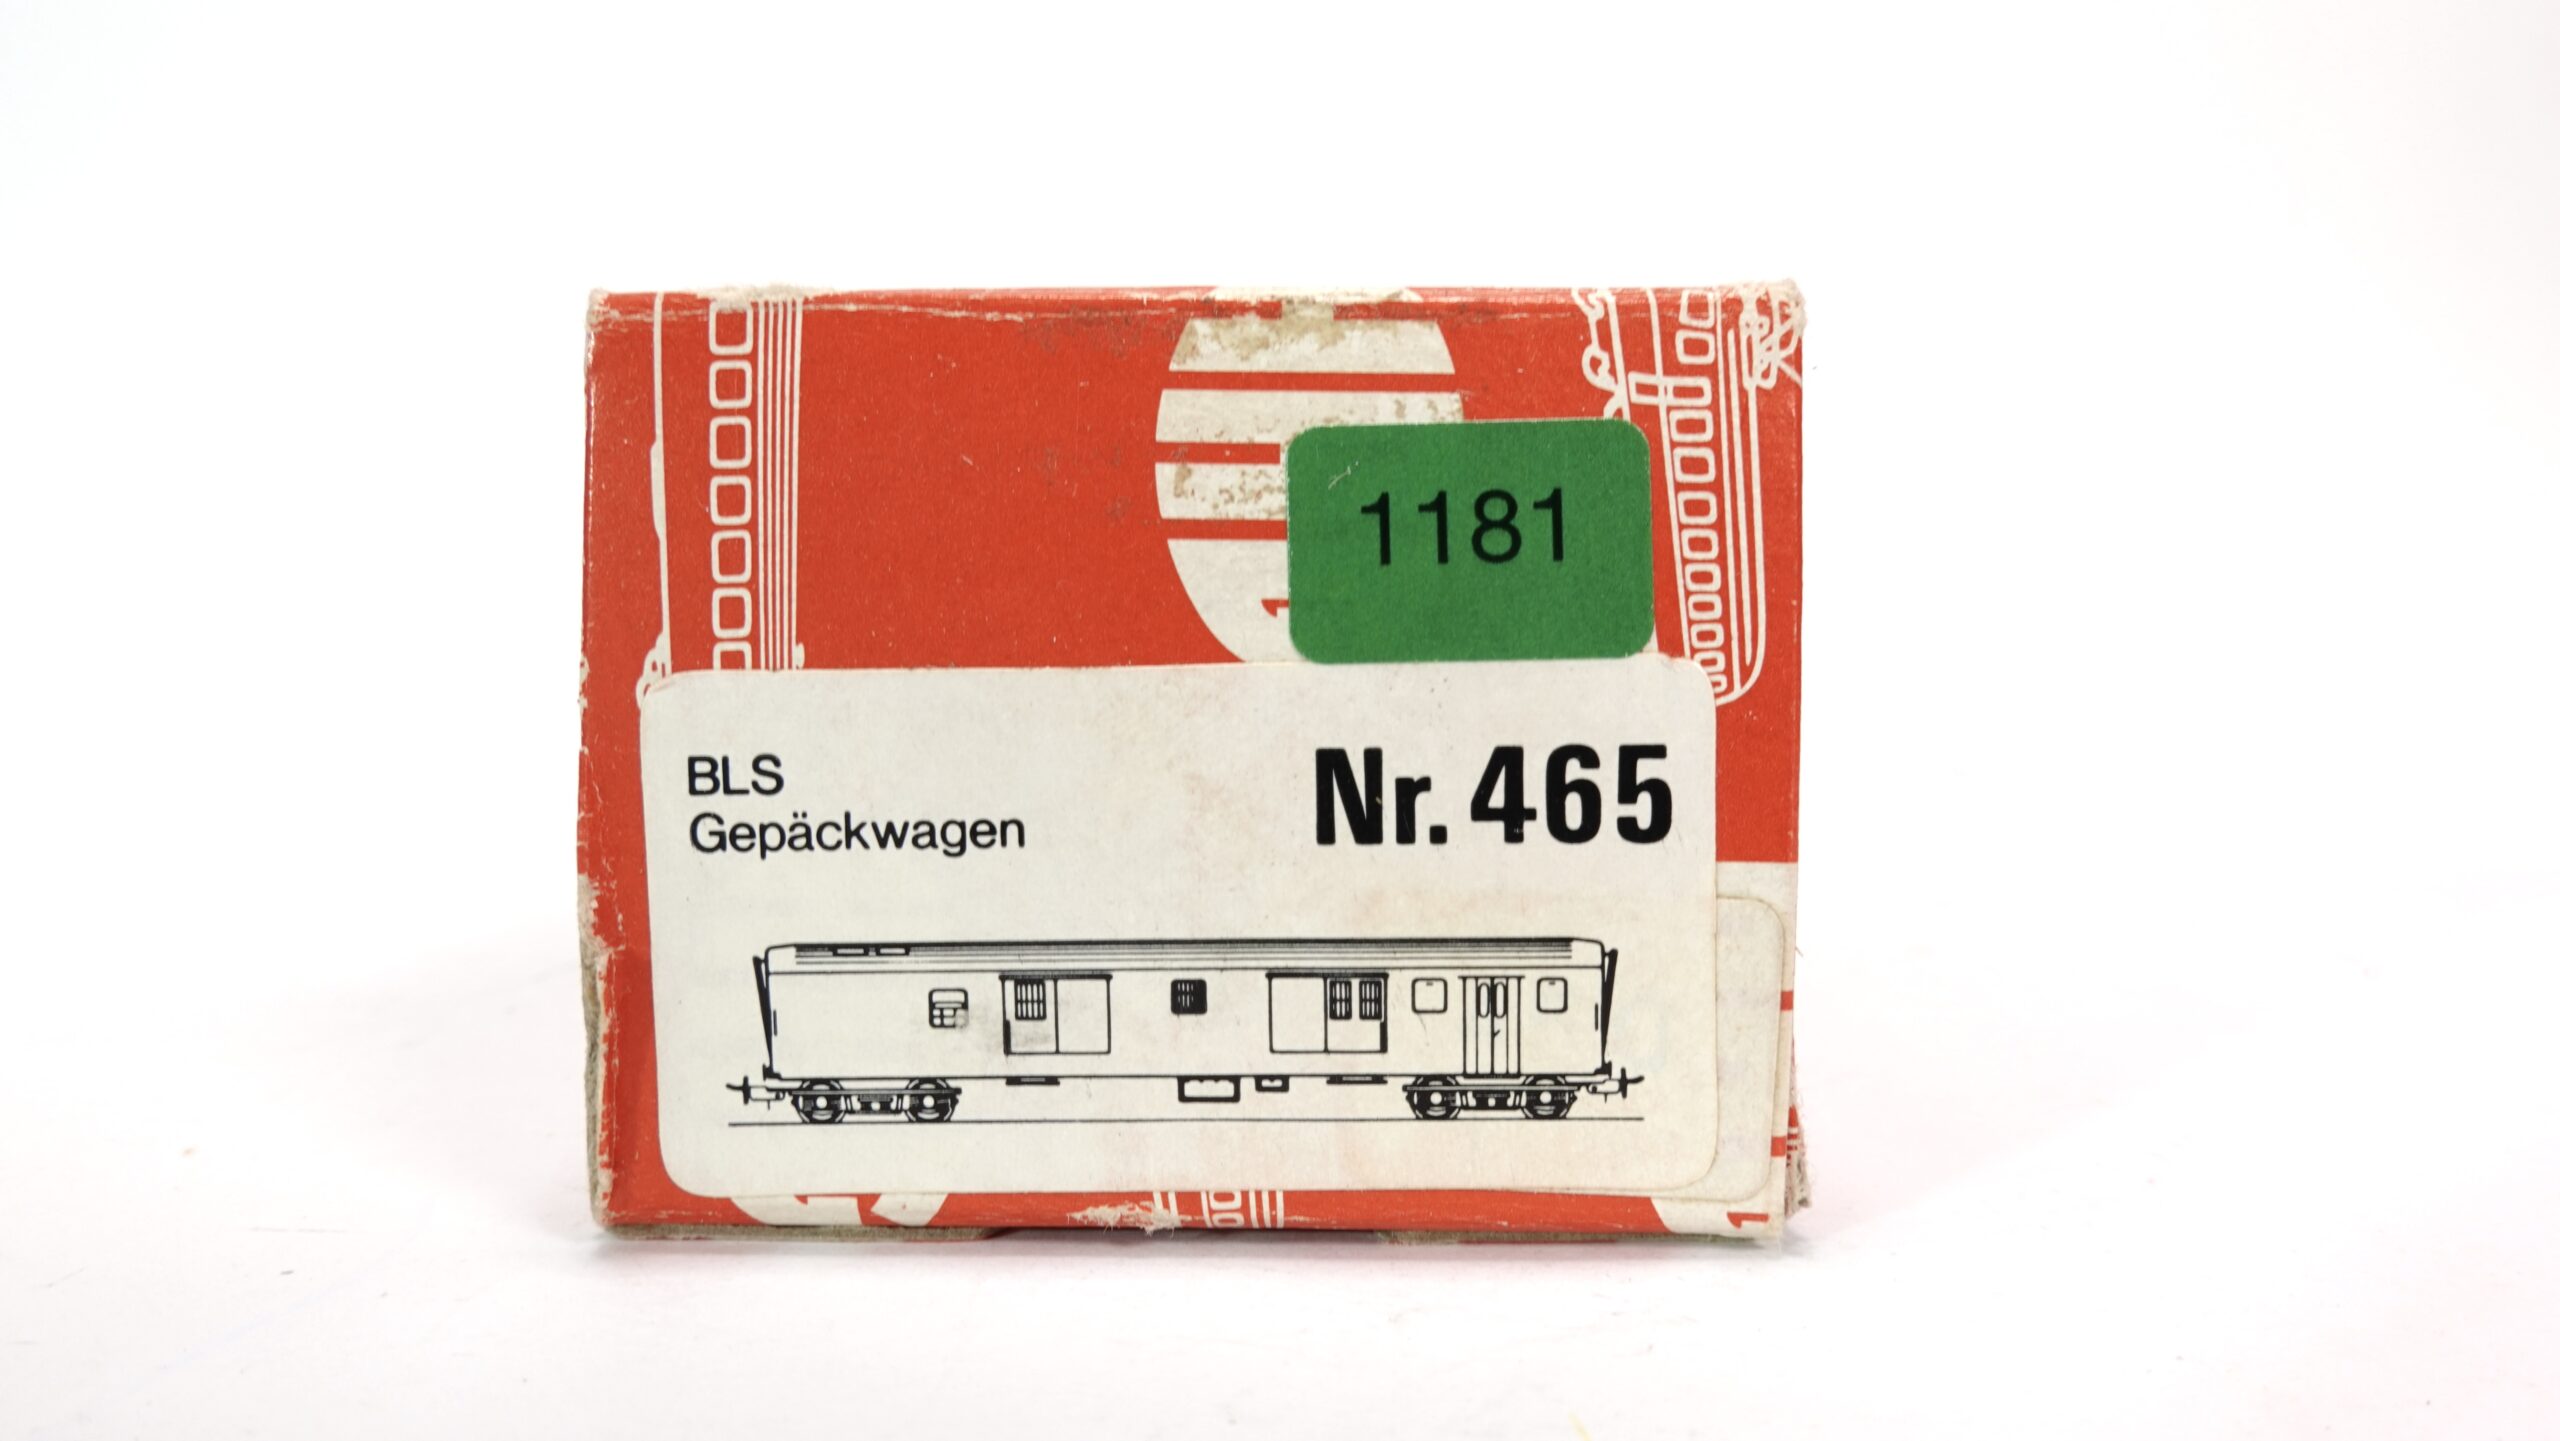 1181
BLS
Nr. 465
Gepäckwagen